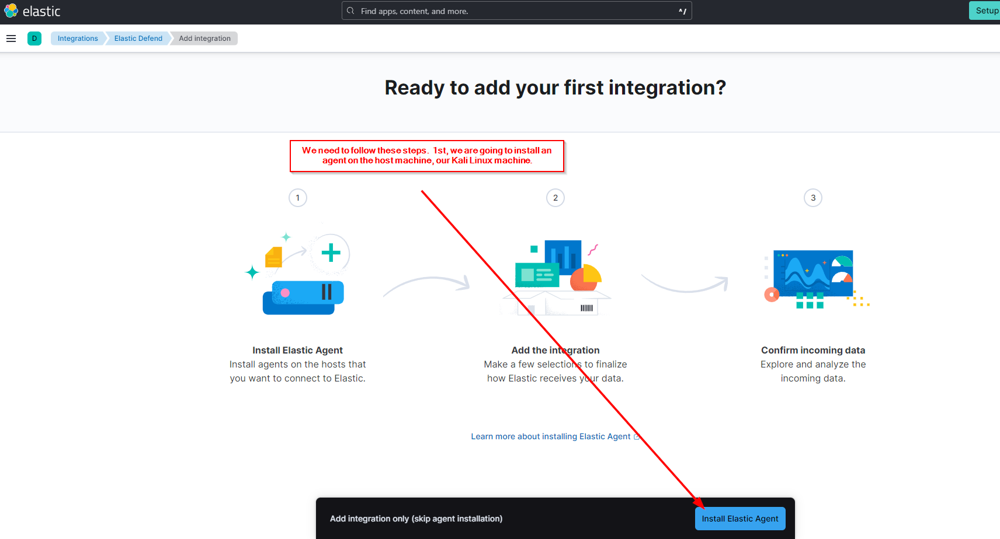 elastic
Find apps, content, and more.
^/
Setup
D
Integrations
Elastic Defend
Add integration
Ready to add your first integration?
We need to follow these steps.  1st, we are going to install an
agent on the host machine, our Kali Linux machine.
1
2
3
Install Elastic Agent
Install agents on the hosts that
you want to connect to Elastic.
Add the integration
Make a few selections to finalize
how Elastic receives your data.
Confirm incoming data
Explore and analyze the
incoming data.
Learn more about installing Elastic Agent
Add integration only (skip agent installation)
Install Elastic Agent